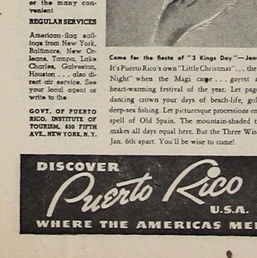 or the many con-
venient
REGULAR SERVICES
American-flag sail-
ings from New York,
Baltimore, New Or-
leans, Tampa, Lake
Charles, Galveston,
Houston . . . also di-
rect air service. See
your local agent or
write to the
GOVT. OF PUERTO
RICO, INSTITUTE OF
TOURISM, 630 FIFTH
AVE., NEW YORK, N. Y.
Come for the fiesta of "3 Kings Day"—Jan
It's Puerto Rico's own "Little Christmas" . . . the
Night" when the Magi came . . . gayest a
heart-warming festival of the year. Let page
dancing crown your days of beach-life, gol
deep-sea fishing. Let picturesque processions en
spell of Old Spain. The mountain-shaded t
makes all days equal here. But the Three Wise
Jan. 6th apart. You'll be wise to come!
DISCOVER
Puerto Rico
U.S.A.
WHERE THE AMERICAS ME